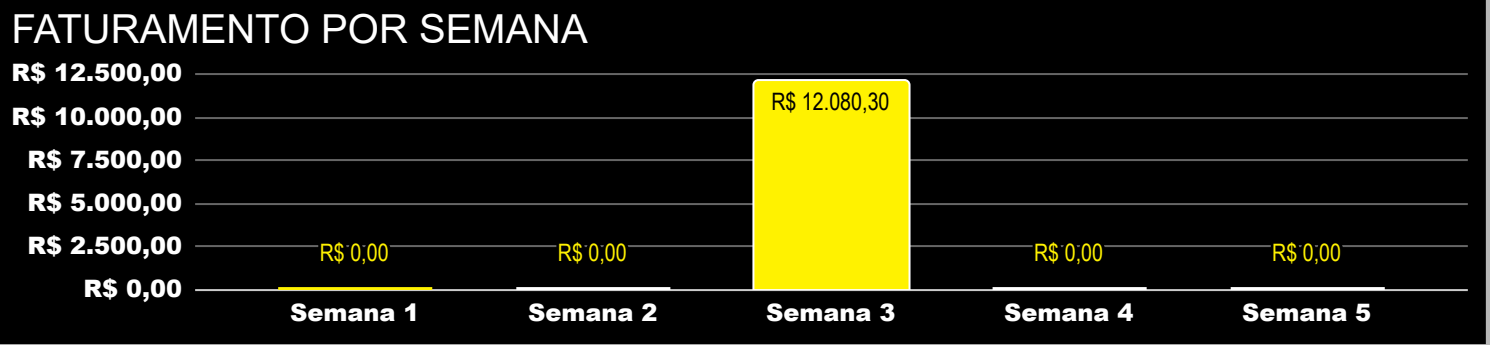 FATURAMENTO POR SEMANA
R$ 12.500,00
R$ 12.080,30
R$ 10.000,00
R$ 7.500,00
R$ 5.000,00
R$ 2.500,00
R$ 0,00 R$ 0,00 R$ 0,00 R$ 0,00
R$ 0,00
Semana 1 Semana 2 Semana 3 Semana 4 Semana 5